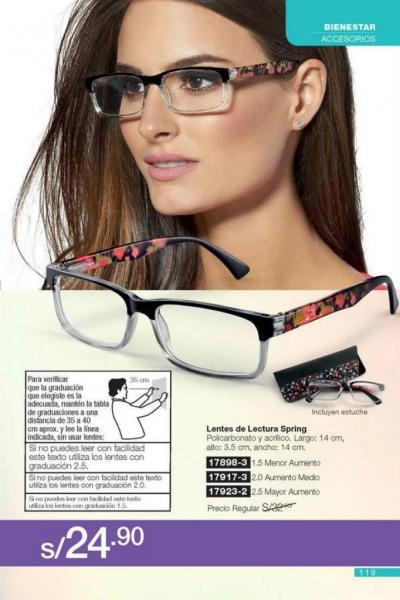 BIENESTAR
ACCESORIOS
Para verificar
que la graduación
que elegiste es la
adecuada, mantén la tabla
de graduaciones a una
distancia de 35 a 40
cm aprox. y lee la línea
indicada, sin usar lentes:
35 cm
Si no puedes leer con facilidad
este texto utiliza los lentes con
graduación 2.5.
Si no puedes leer con facilidad este texto
utiliza los lentes con graduación 2.0.
Si no puedes leer con facilidad este texto
utiliza los lentes con graduación 1.5.
Incluyen estuche
Lentes de Lectura Spring
Policarbonato y acrílico. Largo: 14 cm,
alto: 3.5 cm, ancho: 14 cm.
17898-3 1.5 Menor Aumento
17917-3 2.0 Aumento Medio
17923-2 2.5 Mayor Aumento
Precio Regular
s/24.90
119